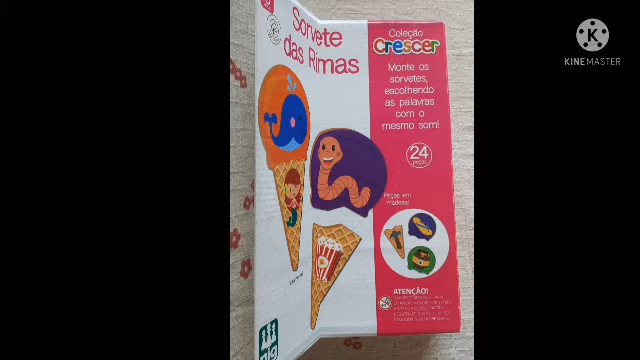 Sorvete
das Rimas
Coleção
Crescer
Monte os
sorvetes,
escolhendo
as palavras
com o
mesmo som!
24
peças
Peças em
madeira!
ATENÇÃO!
nig
KINEMASTER